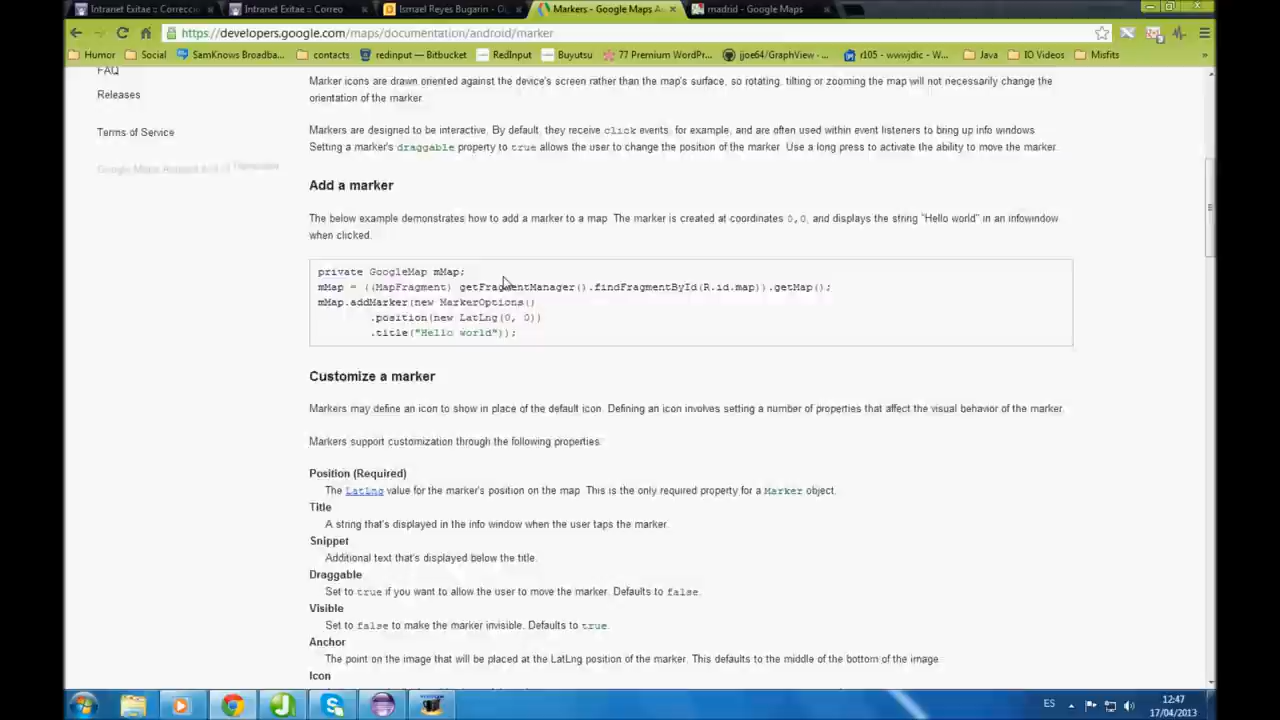 Intranet Exitae :: Correcci
Intranet Exitae :: Correo
Ismael Reyes Bugarin - Op
Markers - Google Maps A
madrid - Google Maps
https://developers.google.com/maps/documentation/android/marker
Humor
Social
SamKnows Broadba...
contacts
redinput — Bitbucket
RedInput
Buyutsu
77 Premium WordPr...
jjoe64/GraphView · ...
r105 - wwwjdic - W...
Java
IO Videos
Misfits
»
FAQ
Releases
Terms of Service
Marker icons are drawn oriented against the device's screen rather than the map's surface, so rotating, tilting or zooming the map will not necessarily change the
orientation of the marker.
Markers are designed to be interactive. By default, they receive click events, for example, and are often used within event listeners to bring up info windows.
Setting a marker's draggable property to true allows the user to change the position of the marker. Use a long press to activate the ability to move the marker.
Add a marker
The below example demonstrates how to add a marker to a map. The marker is created at coordinates 0,0, and displays the string "Hello world" in an infowindow
when clicked.
private GoogleMap mMap;
mMap = ((MapFragment) getFragmentManager().findFragmentById(R.id.map)).getMap();
mMap.addMarker(new MarkerOptions()
.position(new LatLng(0, 0))
.title("Hello world"));
Customize a marker
Markers may define an icon to show in place of the default icon. Defining an icon involves setting a number of properties that affect the visual behavior of the marker.
Markers support customization through the following properties:
Position (Required)
The LatLng value for the marker's position on the map. This is the only required property for a Marker object.
Title
A string that's displayed in the info window when the user taps the marker.
Snippet
Additional text that's displayed below the title.
Draggable
Set to true if you want to allow the user to move the marker. Defaults to false.
Visible
Set to false to make the marker invisible. Defaults to true.
Anchor
The point on the image that will be placed at the LatLng position of the marker. This defaults to the middle of the bottom of the image.
Icon
ES
12:47
17/04/2013